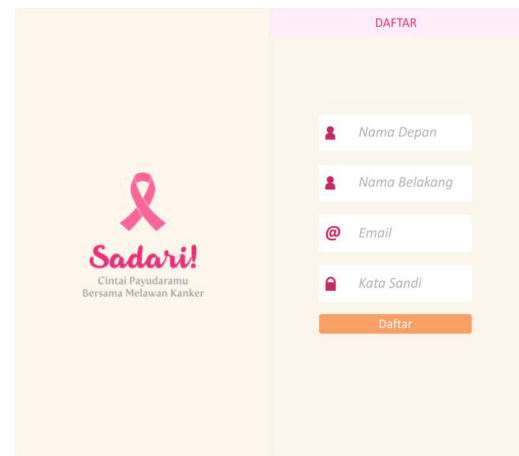 Sadari!
Cintai Payudaramu
Bersama Melawan Kanker
DAFTAR
Nama Depan
Nama Belakang
@ Email
Kata Sandi
Daftar